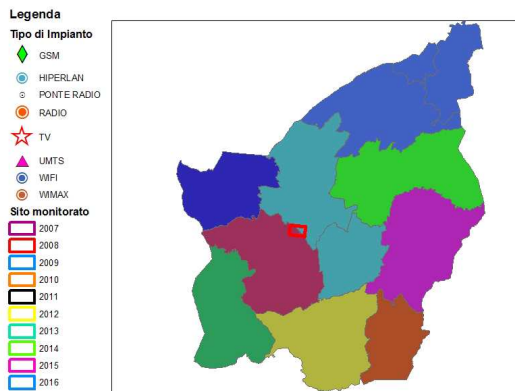 Legenda
Tipo di Impianto
GSM
HIPERLAN
PONTE RADIO
RADIO
TV
UMTS
WIFI
WIMAX
Sito monitorato
2007
2008
2009
2010
2011
2012
2013
2014
2015
2016